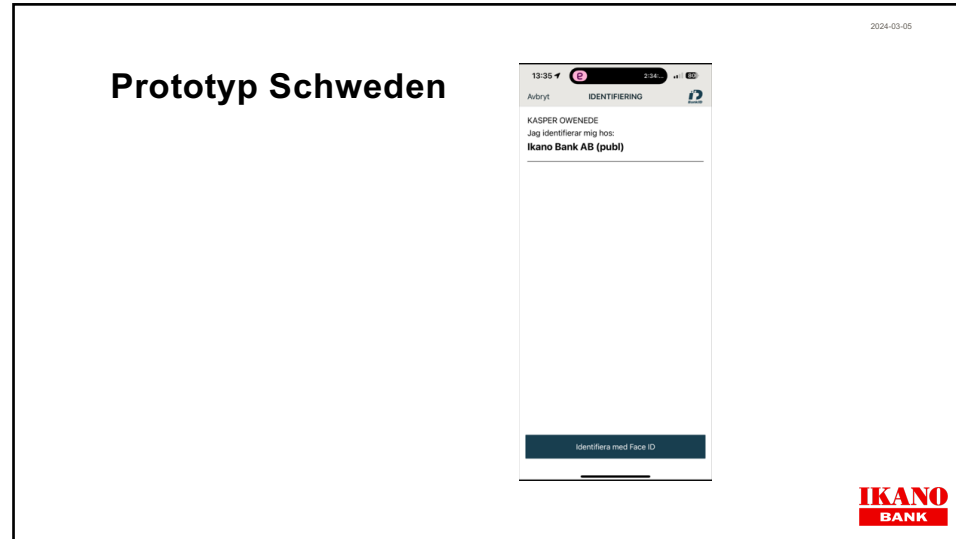 2024-03-05
Prototyp Schweden
13:35
2:34:...
80
Avbryt
IDENTIFIERING
BankID
KASPER OWENEDE
Jag identifierar mig hos:
Ikano Bank AB (publ)
Identifiera med Face ID
IKANO
BANK